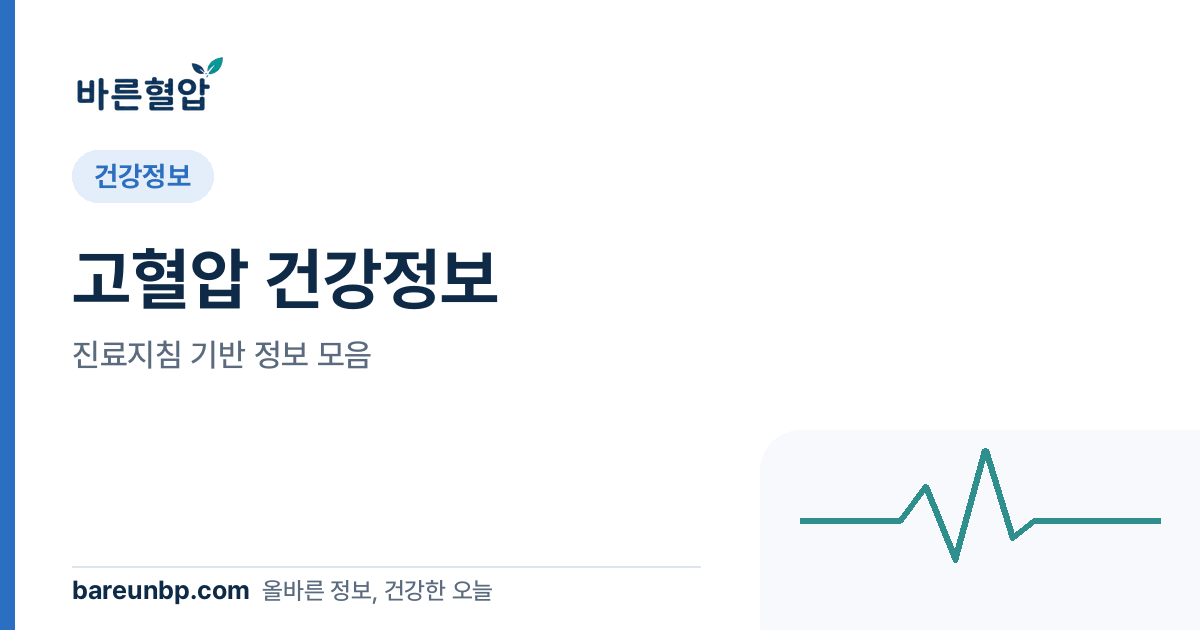 바른혈압
건강정보
고혈압 건강정보
진료지침 기반 정보 모음
bareunbp.com 올바른 정보, 건강한 오늘